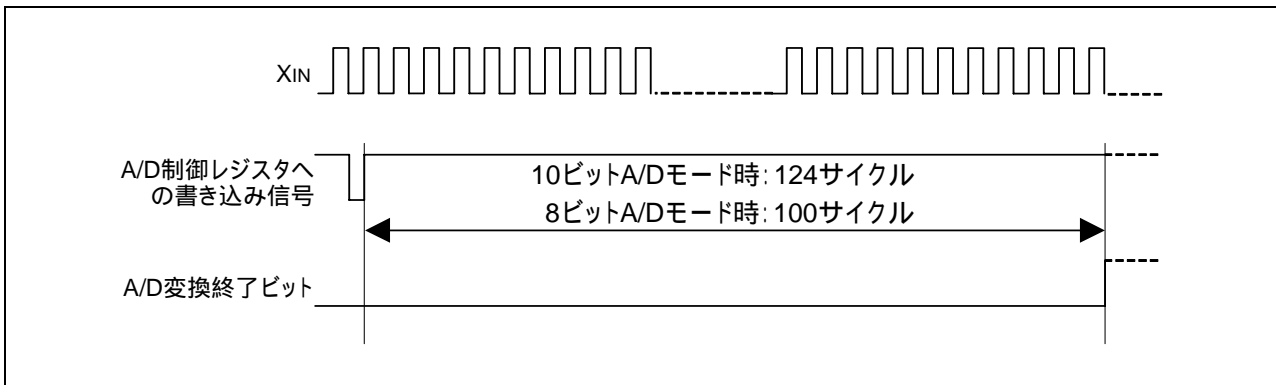 XIN
A/D制御レジスタへ
の書き込み信号
10ビットA/Dモード時:124サイクル
8ビットA/Dモード時:100サイクル
A/D変換終了ビット